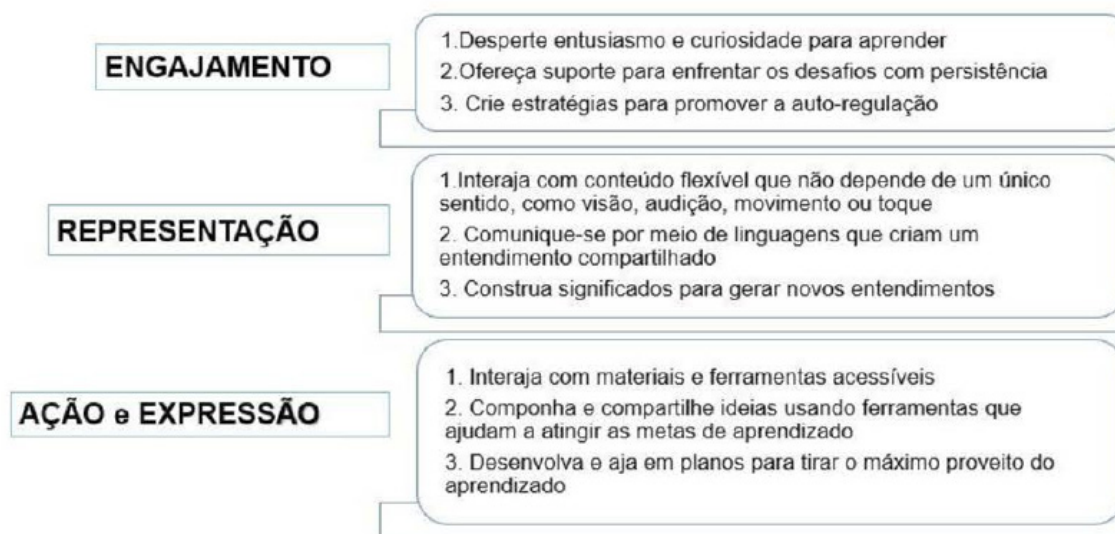 ENGAJAMENTO
1.Desperte entusiasmo e curiosidade para aprender
2.Ofereça suporte para enfrentar os desafios com persistência
3. Crie estratégias para promover a auto-regulação
REPRESENTAÇÃO
1.Interaja com conteúdo flexível que não depende de um único
sentido, como visão, audição, movimento ou toque
2. Comunique-se por meio de linguagens que criam um
entendimento compartilhado
3. Construa significados para gerar novos entendimentos
AÇÃO e EXPRESSÃO
1. Interaja com materiais e ferramentas acessíveis
2. Componha e compartilhe ideias usando ferramentas que
ajudam a atingir as metas de aprendizado
3. Desenvolva e aja em planos para tirar o máximo proveito do
aprendizado